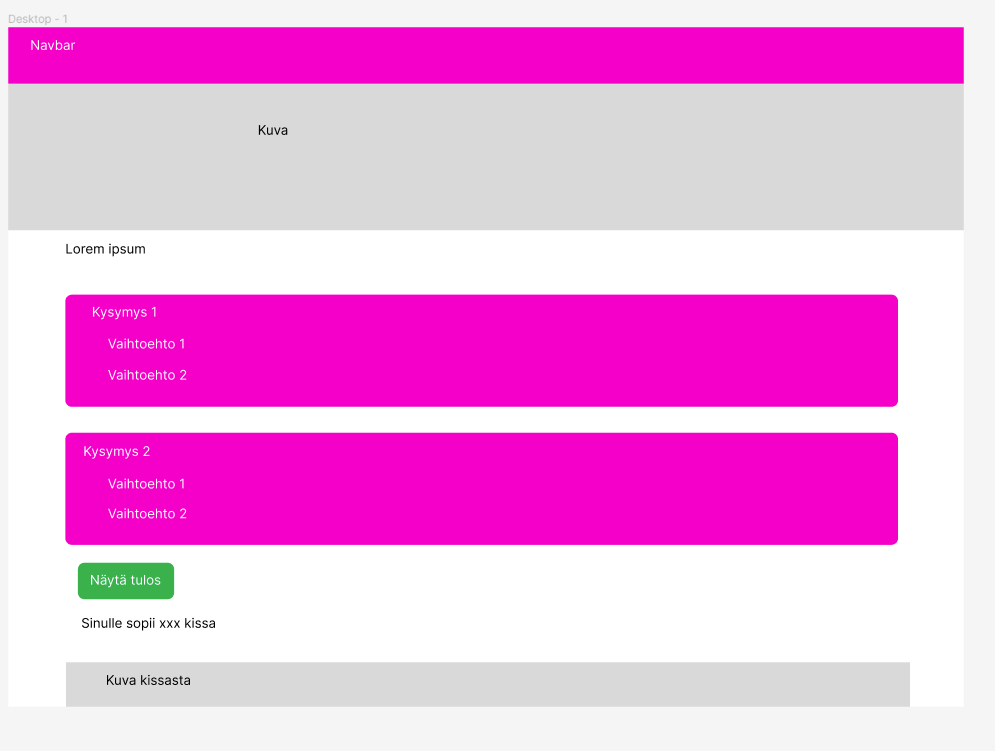 Desktop - 1
Navbar
Kuva
Lorem ipsum
Kysymys 1
Vaihtoehto 1
Vaihtoehto 2
Kysymys 2
Vaihtoehto 1
Vaihtoehto 2
Näytä tulos
Sinulle sopii xxx kissa
Kuva kissasta